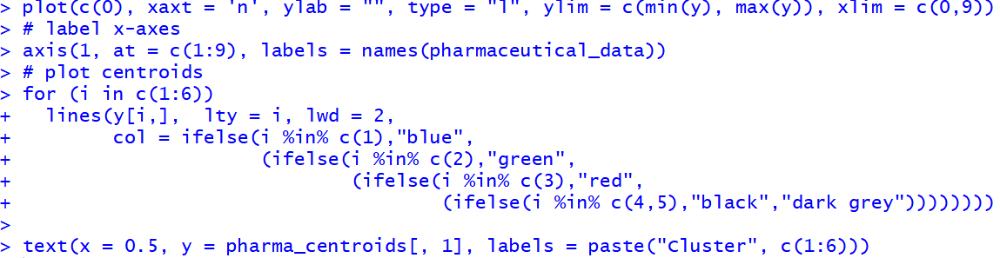 > plot(c(0), xaxt = 'n', ylab = "", type = "l", ylim = c(min(y), max(y)), xlim = c(0,9))
> # label x-axes
> axis(1, at = c(1:9), labels = names(pharmaceutical_data))
> # plot centroids
> for (i in c(1:6))
+   lines(y[i,],  lty = i, lwd = 2,
+         col = ifelse(i %in% c(1),"blue",
+                      (ifelse(i %in% c(2),"green",
+                              (ifelse(i %in% c(3),"red",
+                                      (ifelse(i %in% c(4,5),"black","dark grey"))))))))
>
> text(x = 0.5, y = pharma_centroids[, 1], labels = paste("Cluster", c(1:6)))